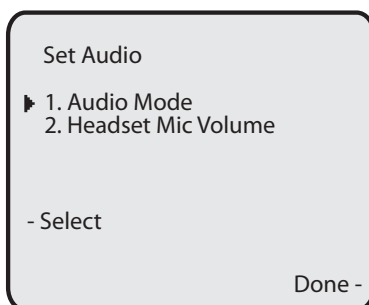 Set Audio
1. Audio Mode
2. Headset Mic Volume
- Select
Done -